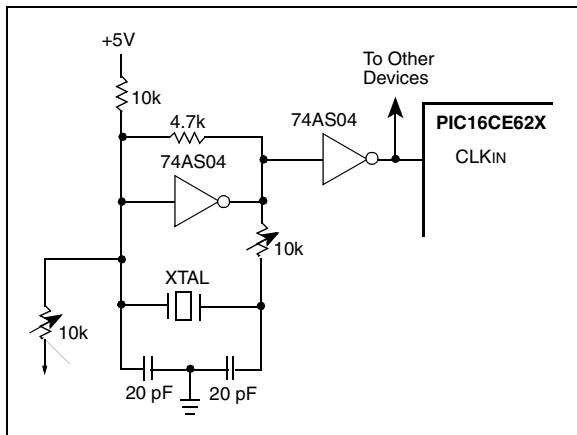 +5V
To Other
Devices
10k
4.7k
74AS04
PIC16CE62X
74AS04
CLKIN
10k
XTAL
10k
20 pF
20 pF